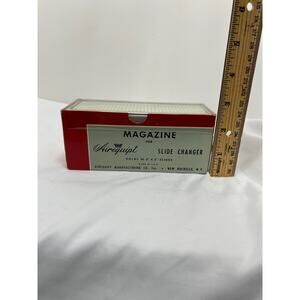 MAGAZINE
FOR
Airequipt SLIDE CHANGER
HOLDS 36 2" X 2" SLIDES
AIREQUIPT MANUFACTURING CO., Inc. • NEW ROCHELLE, N.Y.